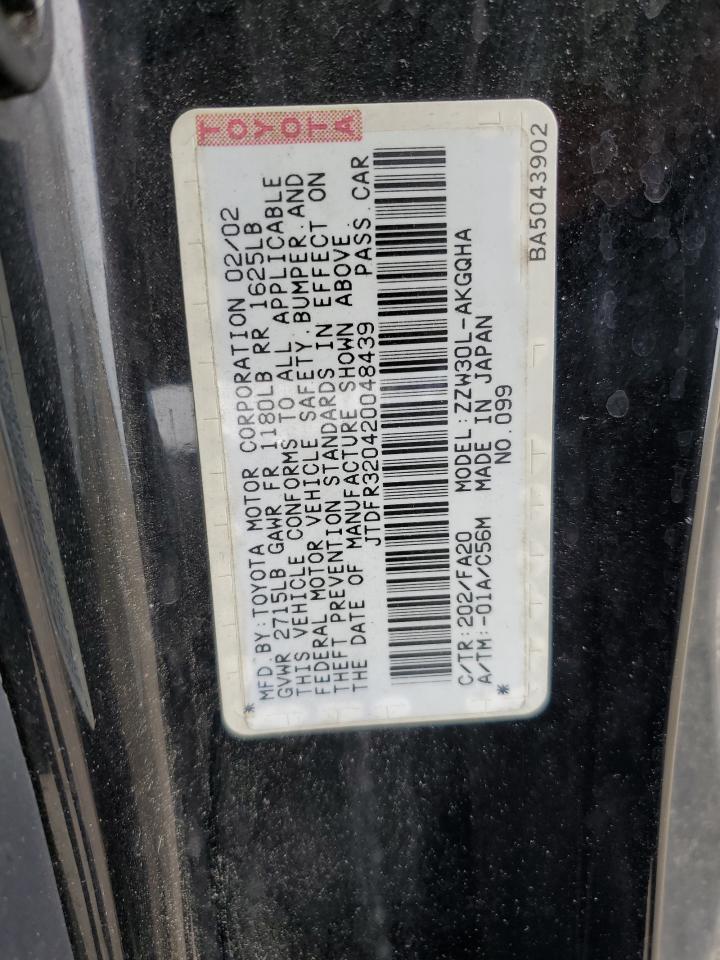 TOYOTA
MFD.BY:TOYOTA MOTOR CORPORATION 02/02
GVWR 2715LB GAWR FR 1180LB RR 1625LB
THIS VEHICLE CONFORMS TO ALL APPLICABLE
FEDERAL MOTOR VEHICLE SAFETY,BUMPER,AND
THEFT PREVENTION STANDARDS IN EFFECT ON
THE DATE OF MANUFACTURE SHOWN ABOVE.
JTDFR320420048439 PASS. CAR
C/TR:202/FA20 MODEL:ZZW30L-AKGQHA
A/TM:-01A/C56M MADE IN JAPAN
NO.099
BA5043902